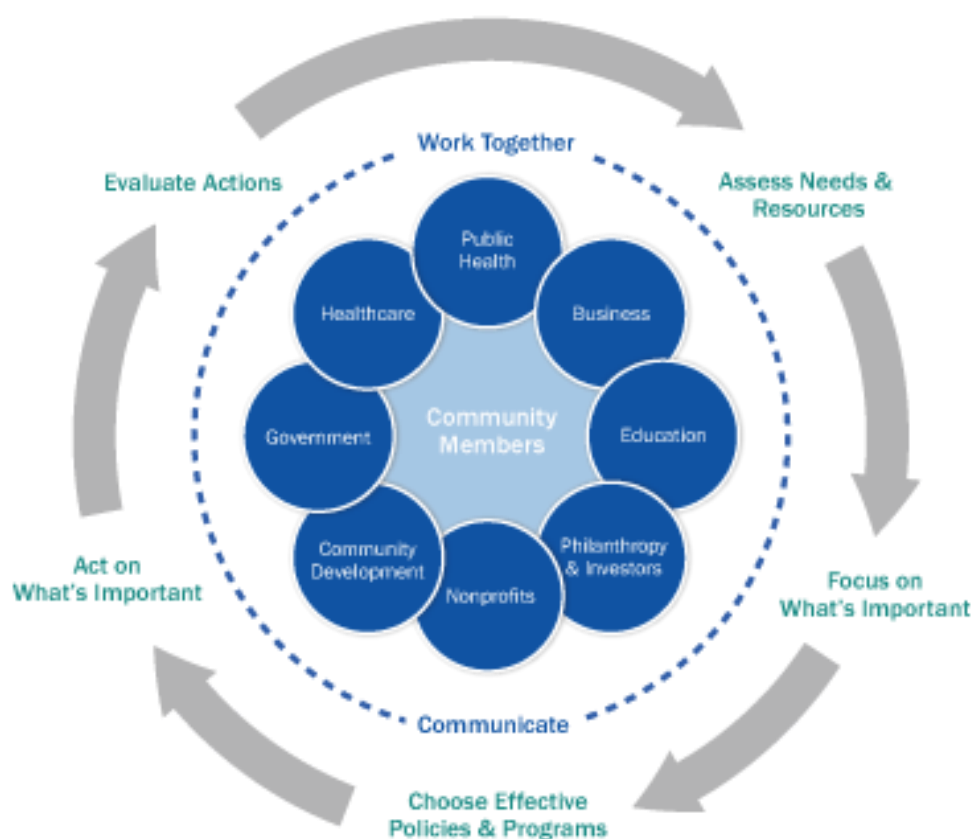 Work Together
Evaluate Actions
Assess Needs &
Resources
Public
Health
Healthcare
Business
Community
Members
Government
Education
Community
Development
Philanthropy
& Investors
Nonprofits
Act on
What's Important
Focus on
What's Important
Communicate
Choose Effective
Policies & Programs